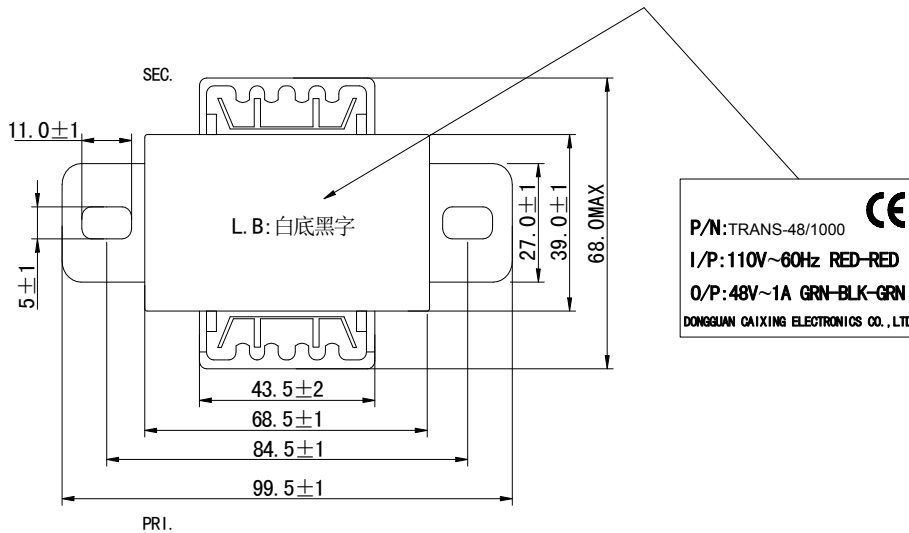 SEC.
11.0±1
5±1
L.B:白底黑字
27.0±1
39.0±1
68.0MAX
43.5±2
68.5±1
84.5±1
99.5±1
PRI.
CE
P/N:TRANS-48/1000
I/P:110V~60Hz RED-RED
O/P:48V~1A GRN-BLK-GRN
DONGGUAN CAIXING ELECTRONICS CO.,LTD